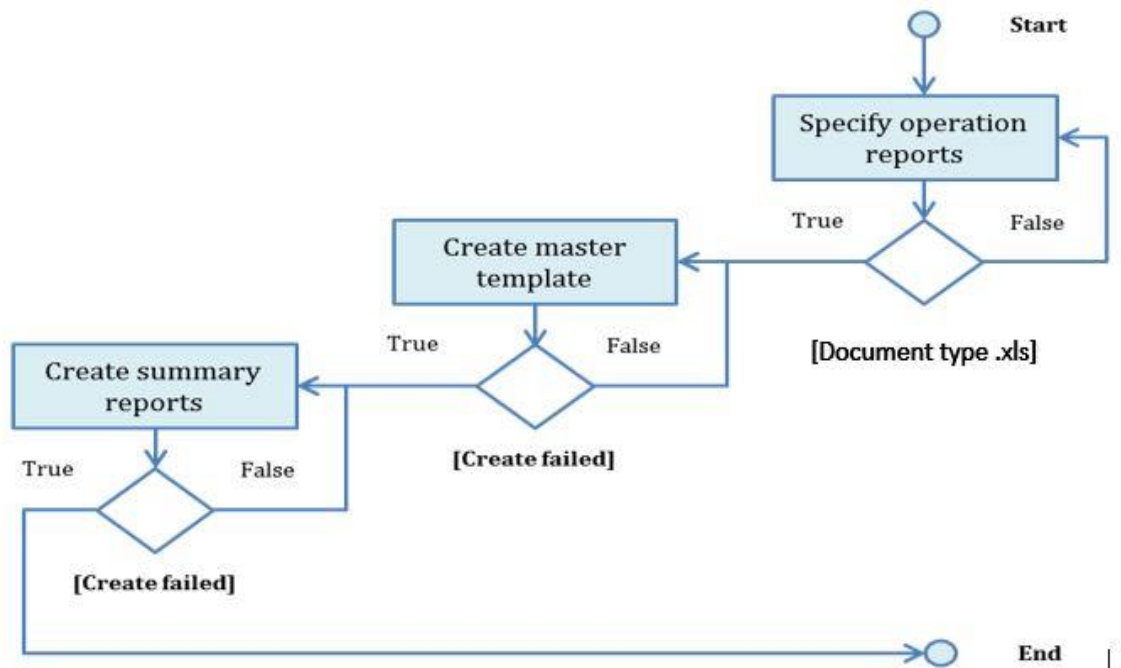 Start
Specify operation
reports
True
False
[Document type .xls]
Create master
template
True
False
[Create failed]
Create summary
reports
True
False
[Create failed]
End